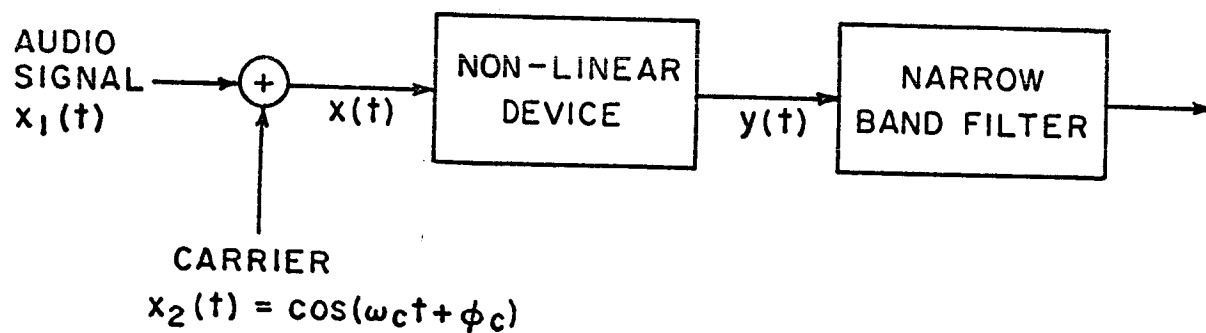 AUDIO
SIGNAL
x₁(t)
+
x(t)
NON-LINEAR
DEVICE
y(t)
NARROW
BAND FILTER
CARRIER
x₂(t) = cos(ωct + ϕc)